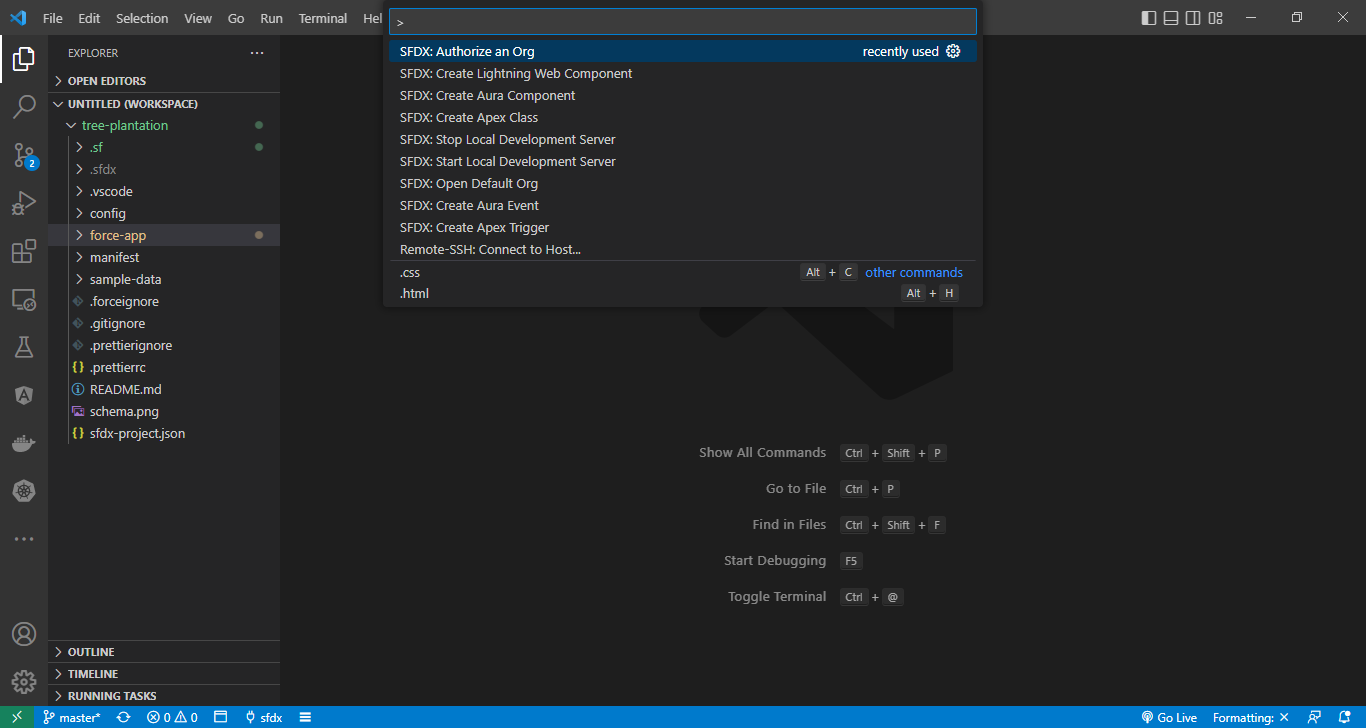 File Edit Selection View Go Run Terminal Hel
>
SFDX: Authorize an Org recently used
SFDX: Create Lightning Web Component
SFDX: Create Aura Component
SFDX: Create Apex Class
SFDX: Stop Local Development Server
SFDX: Start Local Development Server
SFDX: Open Default Org
SFDX: Create Aura Event
SFDX: Create Apex Trigger
Remote-SSH: Connect to Host...
.css Alt + C other commands
.html Alt + H
EXPLORER
OPEN EDITORS
UNTITLED (WORKSPACE)
tree-plantation
.sf
.sfdx
.vscode
config
force-app
manifest
sample-data
.forceignore
.gitignore
.prettierignore
{} .prettierrc
README.md
schema.png
{} sfdx-project.json
2
Show All Commands Ctrl + Shift + P
Go to File Ctrl + P
Find in Files Ctrl + Shift + F
Start Debugging F5
Toggle Terminal Ctrl + @
OUTLINE
TIMELINE
RUNNING TASKS
master* 0 0 sfdx Go Live Formatting: ×